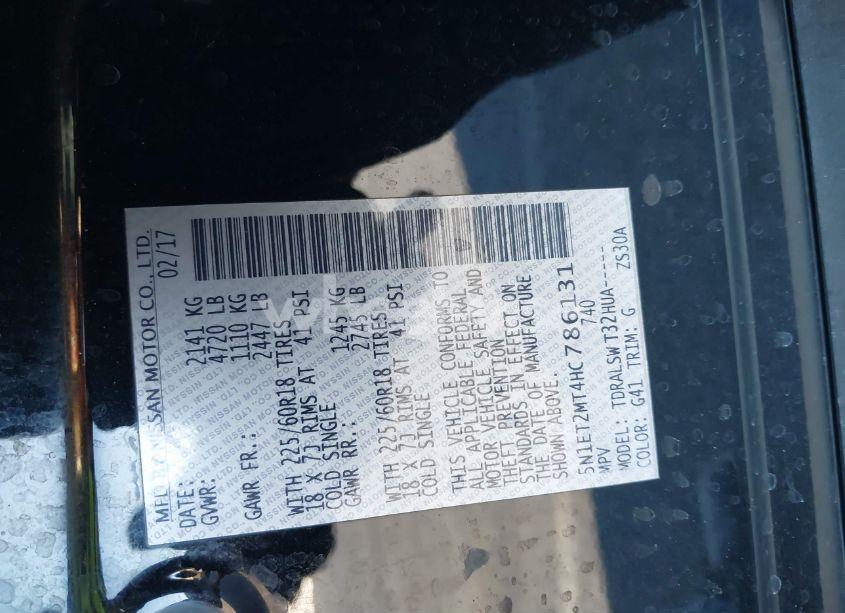 MFD BY NISSAN MOTOR CO., LTD.
DATE: 02/17
GVWR: 2141 KG
4720 LB
GAWR FR.: 1110 KG
2447 LB
WITH 225/60R18 TIRES
18 X 7J RIMS AT 41 PSI
COLD SINGLE
GAWR RR.: 1245 KG
2745 LB
WITH 225/60R18 TIRES
18 X 7J RIMS AT 41 PSI
COLD SINGLE
THIS VEHICLE CONFORMS TO
ALL APPLICABLE FEDERAL
MOTOR VEHICLE SAFETY AND
THEFT PREVENTION
STANDARDS IN EFFECT ON
THE DATE OF MANUFACTURE
SHOWN ABOVE.
5N1ET2MT4HC786131
MPV 740
MODEL: TDRALSWT32HUA-----
COLOR: G41 TRIM: G ZS30A